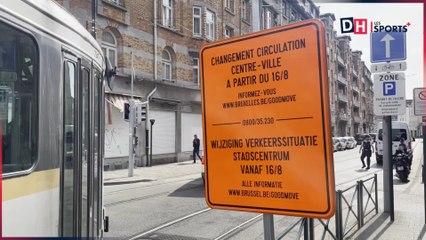 DH LES SPORTS+
CHANGEMENT CIRCULATION
CENTRE-VILLE
A PARTIR DU 16/8
INFORMEZ-VOUS
WWW.BRUXELLES.BE/GOODMOVE
0800/35.230
WIJZIGING VERKEERSSITUATIE
STADSCENTRUM
VANAF 16/8
ALLE INFORMATIE
WWW.BRUSSEL.BE/GOODMOVE
ZONE
P